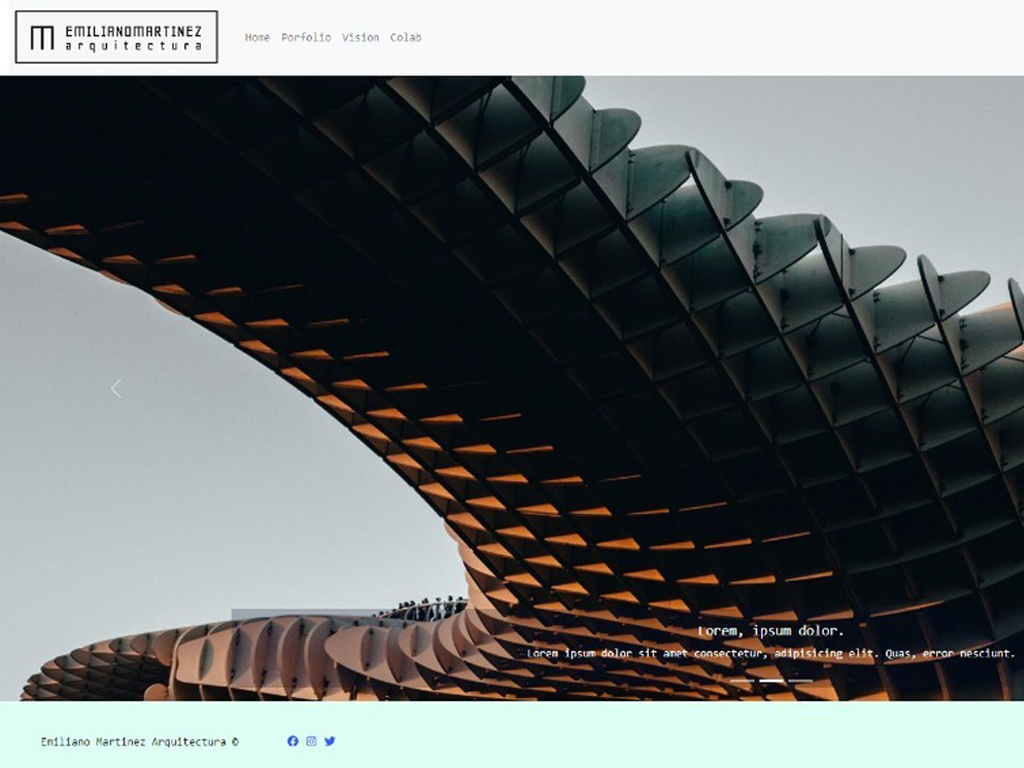 EMILIANOMARTINEZ
arquitectura
Home Porfolio Vision Colab
Lorem, ipsum dolor.
Lorem ipsum dolor sit amet consectetur, adipisicing elit. Quas, error nesciunt.
Emiliano Martinez Arquitectura ©